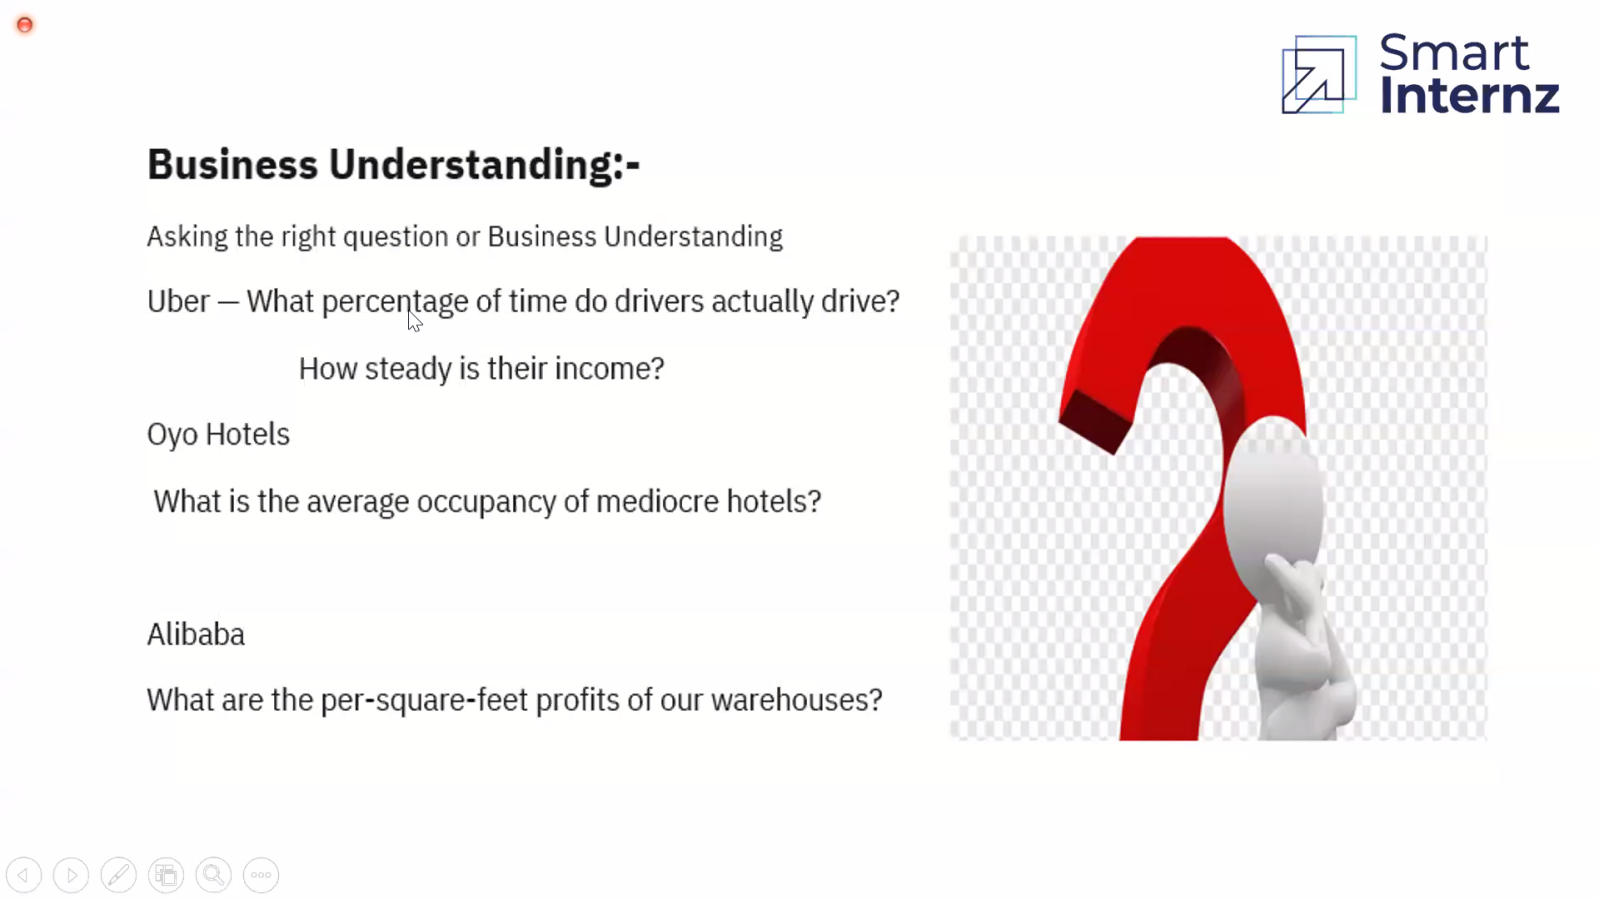 Smart
Internz
Business Understanding:-
Asking the right question or Business Understanding
Uber — What percentage of time do drivers actually drive?
How steady is their income?
Oyo Hotels
What is the average occupancy of mediocre hotels?
Alibaba
What are the per-square-feet profits of our warehouses?